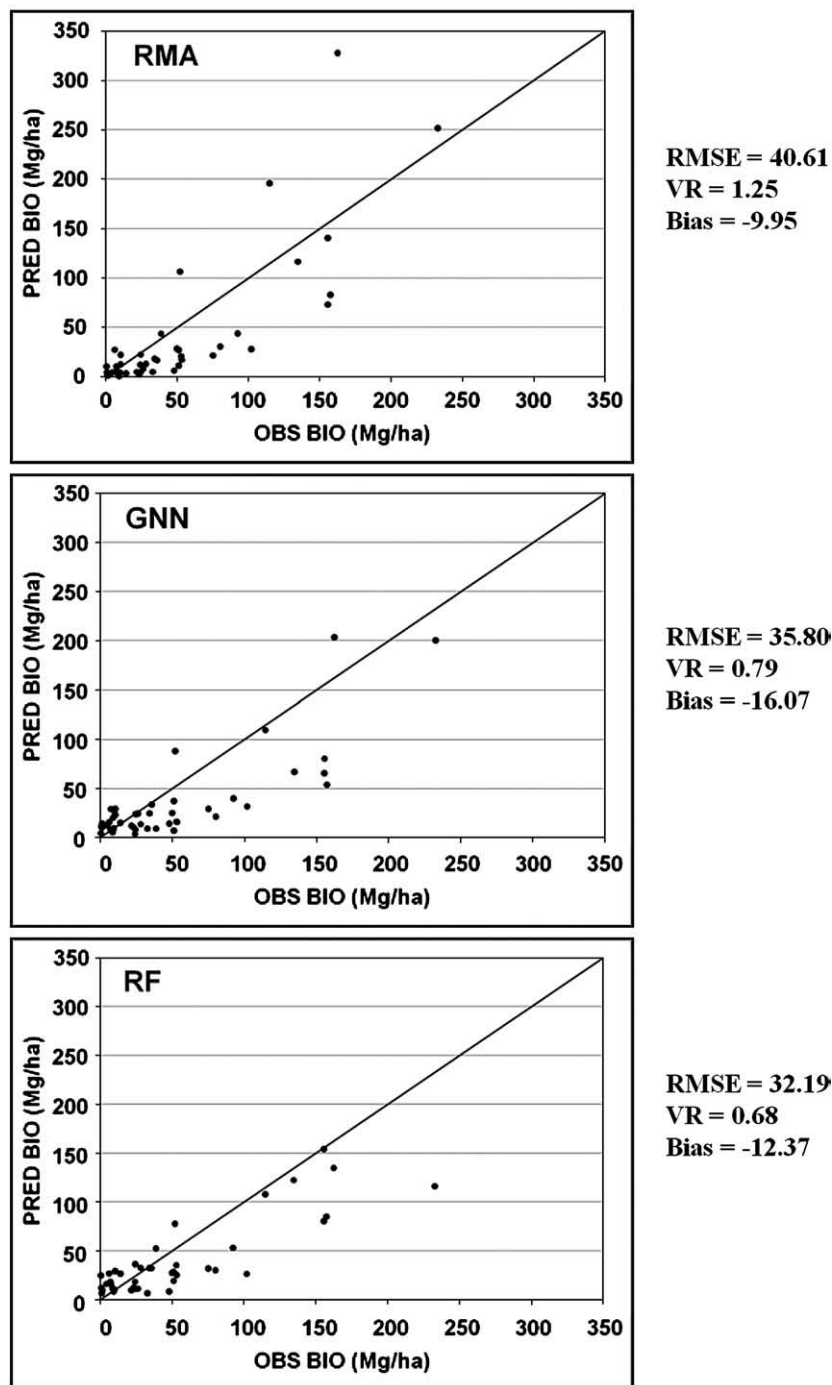 RMA
PRED BIO (Mg/ha)
350
300
250
200
150
100
50
0
0 50 100 150 200 250 300 350
OBS BIO (Mg/ha)
RMSE = 40.61
VR = 1.25
Bias = -9.95
GNN
PRED BIO (Mg/ha)
350
300
250
200
150
100
50
0
0 50 100 150 200 250 300 350
OBS BIO (Mg/ha)
RMSE = 35.80
VR = 0.79
Bias = -16.07
RF
PRED BIO (Mg/ha)
350
300
250
200
150
100
50
0
0 50 100 150 200 250 300 350
OBS BIO (Mg/ha)
RMSE = 32.19
VR = 0.68
Bias = -12.37